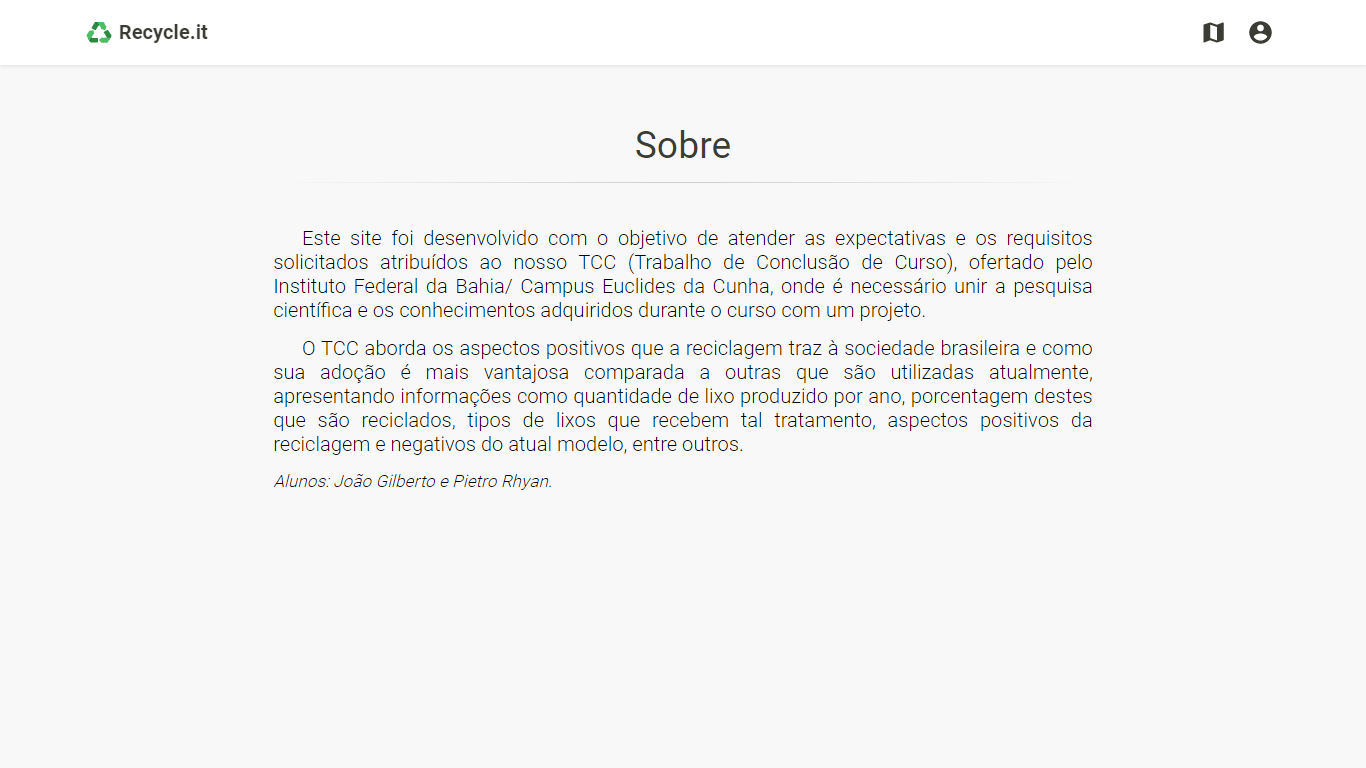 Recycle.it
Sobre
Este site foi desenvolvido com o objetivo de atender as expectativas e os requisitos
solicitados atribuídos ao nosso TCC (Trabalho de Conclusão de Curso), ofertado pelo
Instituto Federal da Bahia/ Campus Euclides da Cunha, onde é necessário unir a pesquisa
científica e os conhecimentos adquiridos durante o curso com um projeto.
O TCC aborda os aspectos positivos que a reciclagem traz à sociedade brasileira e como
sua adoção é mais vantajosa comparada a outras que são utilizadas atualmente,
apresentando informações como quantidade de lixo produzido por ano, porcentagem destes
que são reciclados, tipos de lixos que recebem tal tratamento, aspectos positivos da
reciclagem e negativos do atual modelo, entre outros.
Alunos: João Gilberto e Pietro Rhyan.